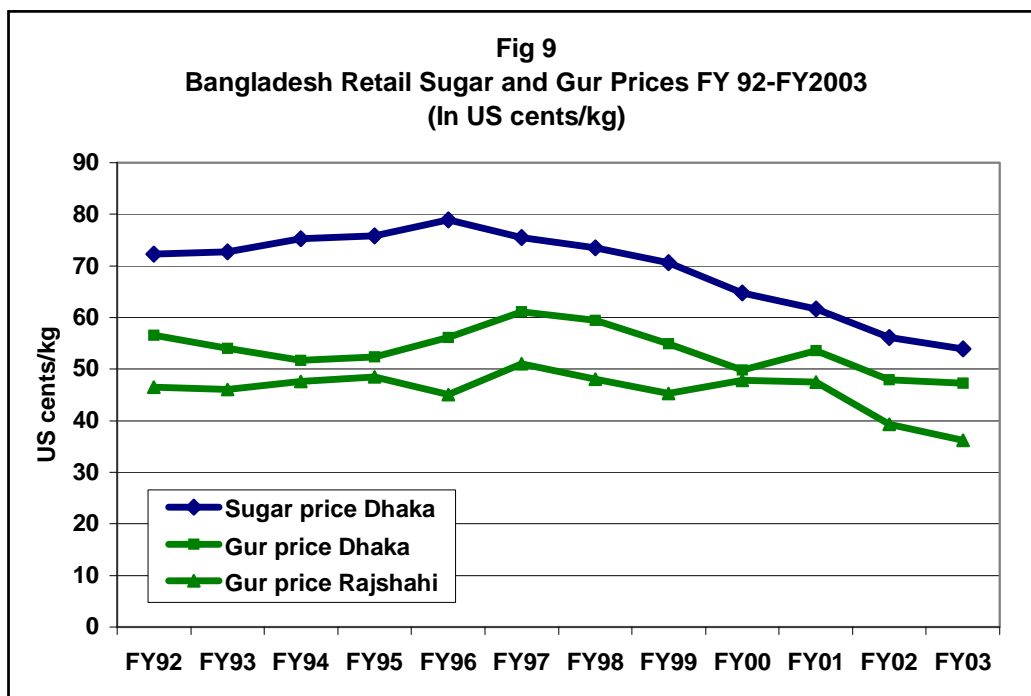 Fig 9
Bangladesh Retail Sugar and Gur Prices FY 92-FY2003
(In US cents/kg)
US cents/kg
90
80
70
60
50
40
30
20
10
0
Sugar price Dhaka
Gur price Dhaka
Gur price Rajshahi
FY92 FY93 FY94 FY95 FY96 FY97 FY98 FY99 FY00 FY01 FY02 FY03